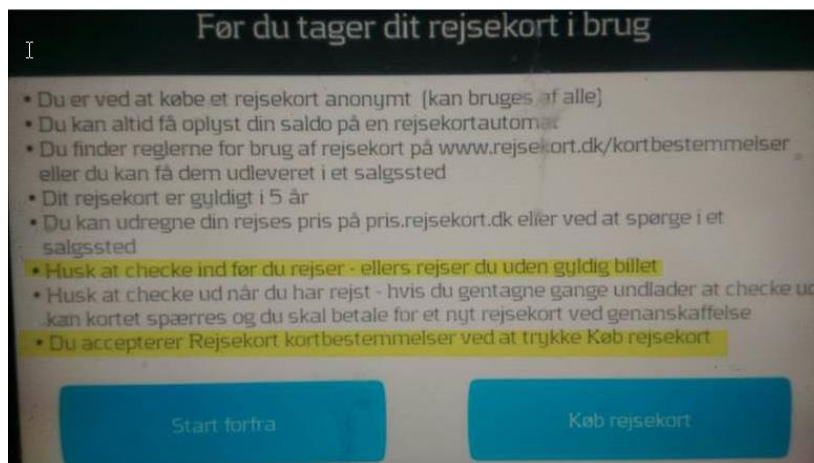 Før du tager dit rejsekort i brug
• Du er ved at købe et rejsekort anonymt (kan bruges af alle)
• Du kan altid få oplyst din saldo på en rejsekortautomat
• Du finder reglerne for brug af rejsekort på www.rejsekort.dk/kortbestemmelser
eller du kan få dem udleveret i et salgssted
• Dit rejsekort er gyldigt i 5 år
• Du kan udregne din rejses pris på pris.rejsekort.dk eller ved at spørge i et
salgssted
• Husk at checke ind før du rejser - ellers rejser du uden gyldig billet
• Husk at checke ud når du har rejst - hvis du gentagne gange undlader at checke ud
kan kortet spærres og du skal betale for et nyt rejsekort ved genanskaffelse
• Du accepterer Rejsekort kortbestemmelser ved at trykke Køb rejsekort
Start forfra
Køb rejsekort